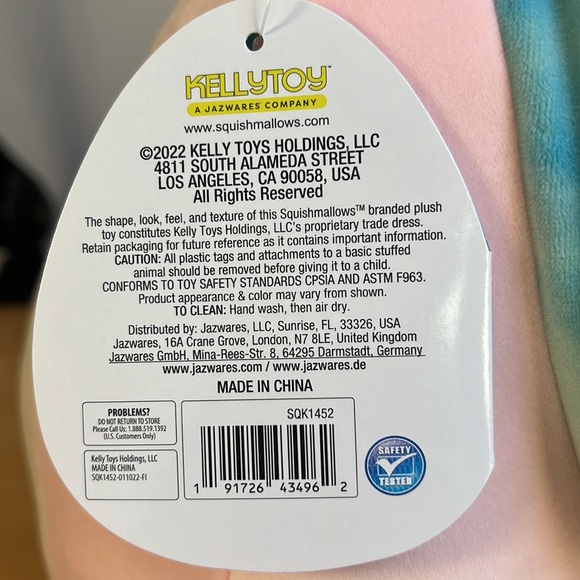 KELLYTOY™
A JAZWARES® COMPANY
www.squishmallows.com
©2022 KELLY TOYS HOLDINGS, LLC
4811 SOUTH ALAMEDA STREET
LOS ANGELES, CA 90058, USA
All Rights Reserved
The shape, look, feel, and texture of this Squishmallows™ branded plush
toy constitutes Kelly Toys Holdings, LLC's proprietary trade dress.
Retain packaging for future reference as it contains important information.
CAUTION: All plastic tags and attachments to a basic stuffed
animal should be removed before giving it to a child.
CONFORMS TO TOY SAFETY STANDARDS CPSIA AND ASTM F963.
Product appearance & color may vary from shown.
TO CLEAN: Hand wash, then air dry.
Distributed by: Jazwares, LLC, Sunrise, FL, 33326, USA
Jazwares, 16A Crane Grove, London, N7 8LE, United Kingdom
Jazwares GmbH, Mina-Rees-Str. 8, 64295 Darmstadt, Germany
www.jazwares.com / www.jazwares.de
MADE IN CHINA
PROBLEMS?
DO NOT RETURN TO STORE
Please Call Us: 1.888.519.1392
(U.S. Customers Only)
Kelly Toys Holdings, LLC
MADE IN CHINA
SQK1452-011022-FI
SQK1452
1 91726 43496 2
SAFETY
TESTED